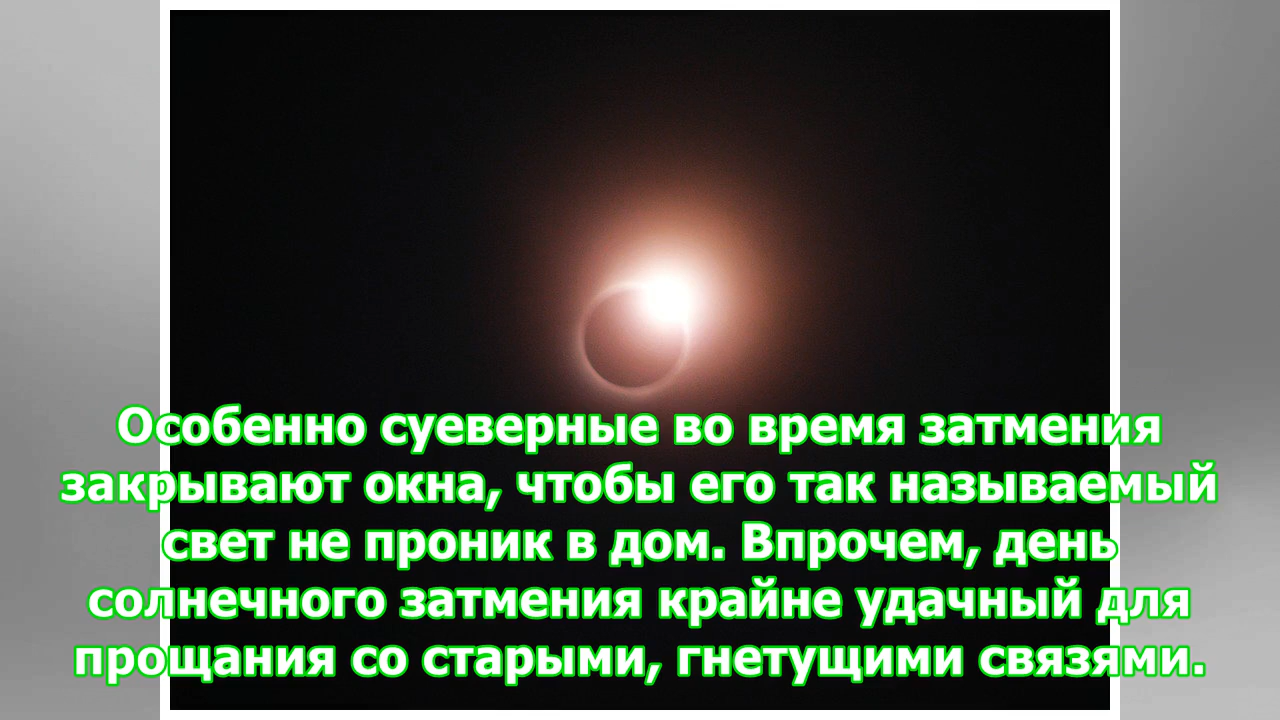 Особенно суеверные во время затмения
закрывают окна, чтобы его так называемый
свет не проник в дом. Впрочем, день
солнечного затмения крайне удачный для
прощания со старыми, гнетущими связями.